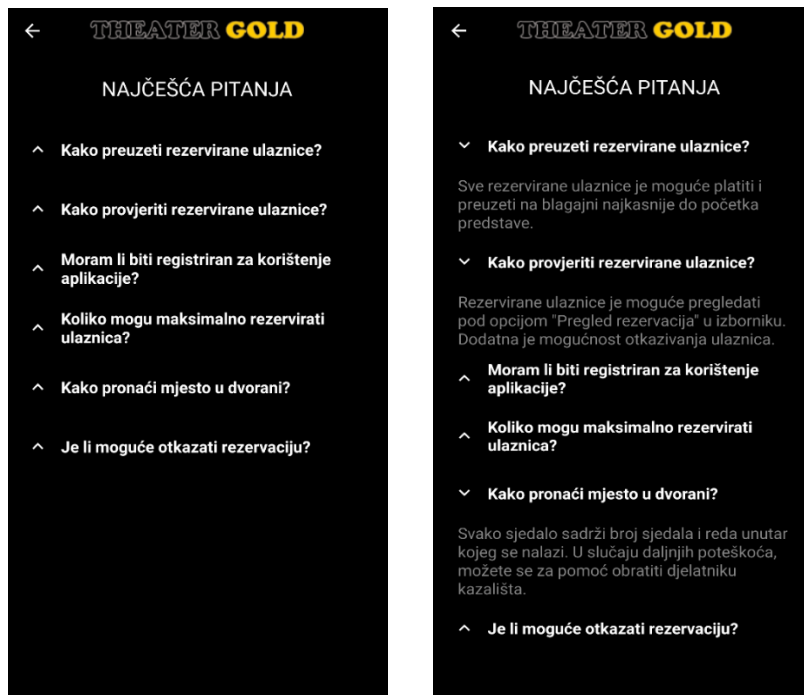 THEATER GOLD
NAJČEŠĆA PITANJA
Kako preuzeti rezervirane ulaznice?
Kako provjeriti rezervirane ulaznice?
Moram li biti registriran za korištenje
aplikacije?
Koliko mogu maksimalno rezervirati
ulaznica?
Kako pronaći mjesto u dvorani?
Je li moguće otkazati rezervaciju?
THEATER GOLD
NAJČEŠĆA PITANJA
Kako preuzeti rezervirane ulaznice?
Sve rezervirane ulaznice je moguće platiti i
preuzeti na blagajni najkasnije do početka
predstave.
Kako provjeriti rezervirane ulaznice?
Rezervirane ulaznice je moguće pregledati
pod opcijom "Pregled rezervacija" u izborniku.
Dodatna je mogućnost otkazivanja ulaznica.
Moram li biti registriran za korištenje
aplikacije?
Koliko mogu maksimalno rezervirati
ulaznica?
Kako pronaći mjesto u dvorani?
Svako sjedalo sadrži broj sjedala i reda unutar
kojeg se nalazi. U slučaju daljnjih poteškoća,
možete se za pomoć obratiti djelatniku
kazališta.
Je li moguće otkazati rezervaciju?